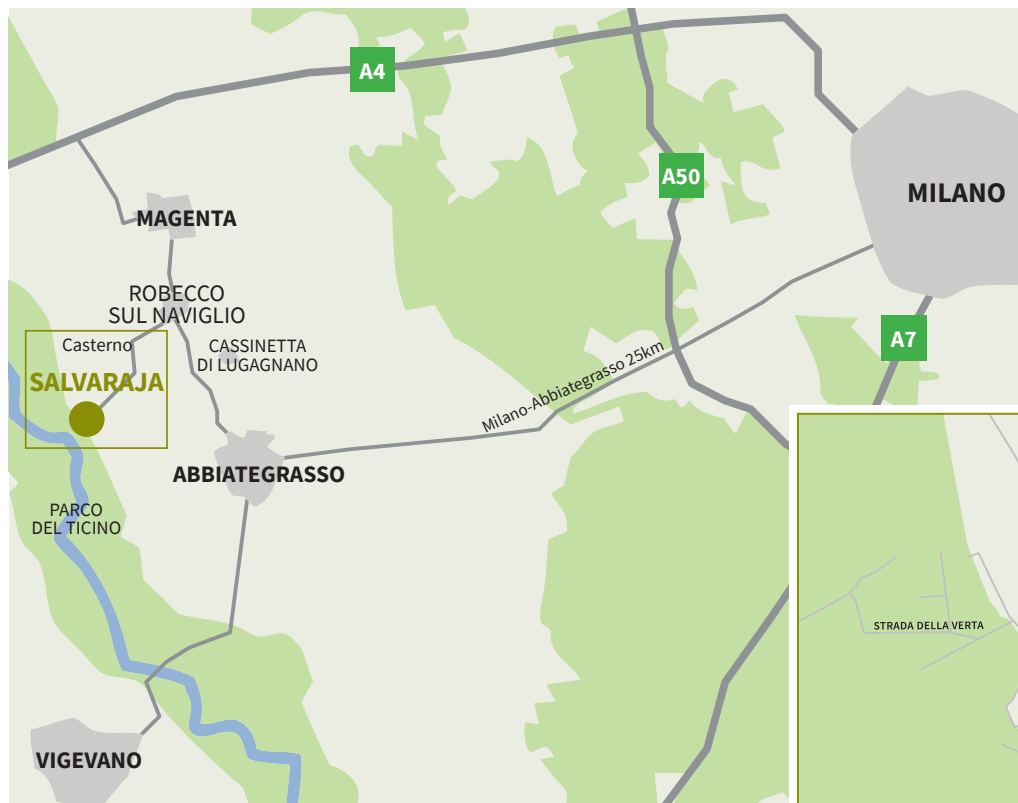 A4
A50
MILANO
MAGENTA
ROBECCO
SUL NAVIGLIO
CASSINETTA
DI LUGAGNANO
Casterno
SALVARAJA
A7
Milano-Abbiategrasso 25km
ABBIATEGRASSO
PARCO
DEL TICINO
STRADA DELLA VERTA
VIGEVANO